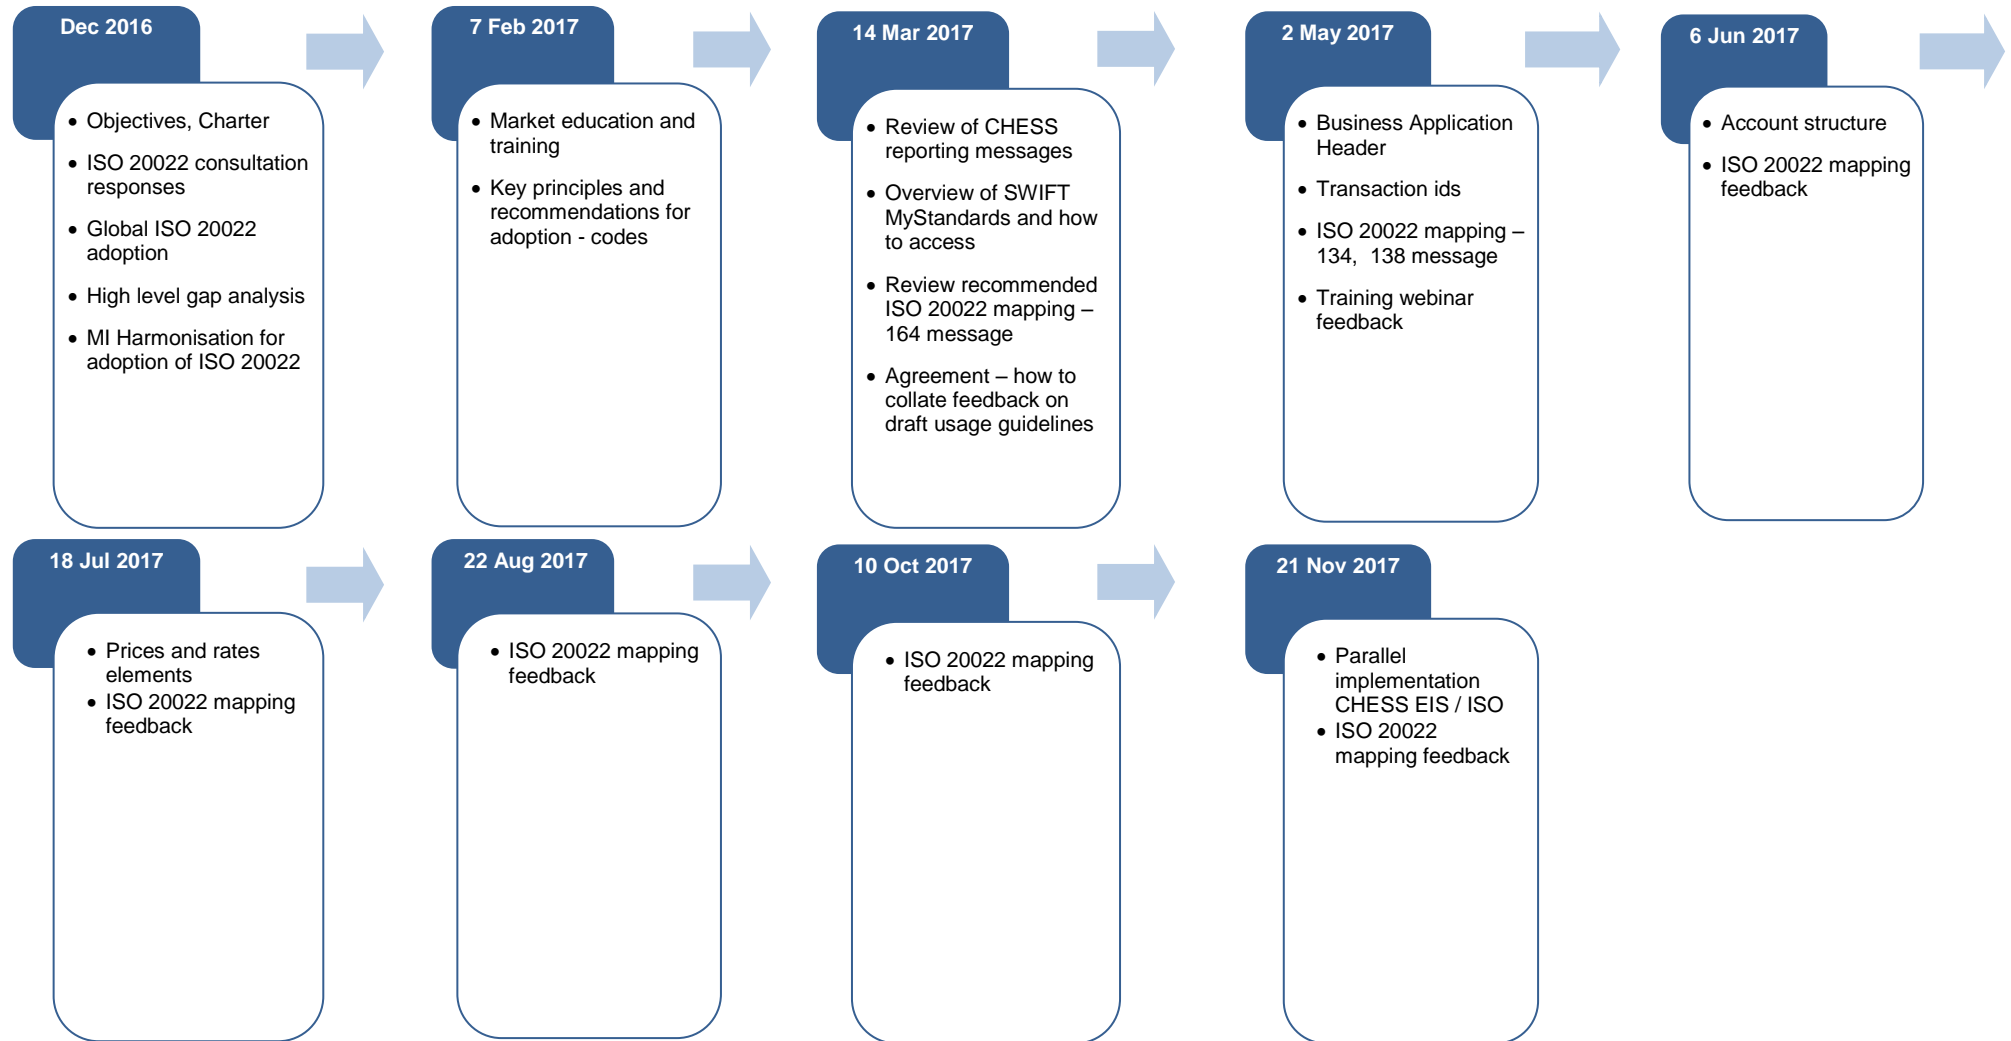 Dec 2016
• Objectives, Charter
• ISO 20022 consultation
responses
• Global ISO 20022
adoption
• High level gap analysis
• MI Harmonisation for
adoption of ISO 20022
7 Feb 2017
• Market education and
training
• Key principles and
recommendations for
adoption - codes
14 Mar 2017
• Review of CHESS
reporting messages
• Overview of SWIFT
MyStandards and how
to access
• Review recommended
ISO 20022 mapping –
164 message
• Agreement – how to
collate feedback on
draft usage guidelines
2 May 2017
• Business Application
Header
• Transaction ids
• ISO 20022 mapping –
134, 138 message
• Training webinar
feedback
6 Jun 2017
• Account structure
• ISO 20022 mapping
feedback
18 Jul 2017
• Prices and rates
elements
• ISO 20022 mapping
feedback
22 Aug 2017
• ISO 20022 mapping
feedback
10 Oct 2017
• ISO 20022 mapping
feedback
21 Nov 2017
• Parallel
implementation
CHESS EIS / ISO
• ISO 20022
mapping feedback